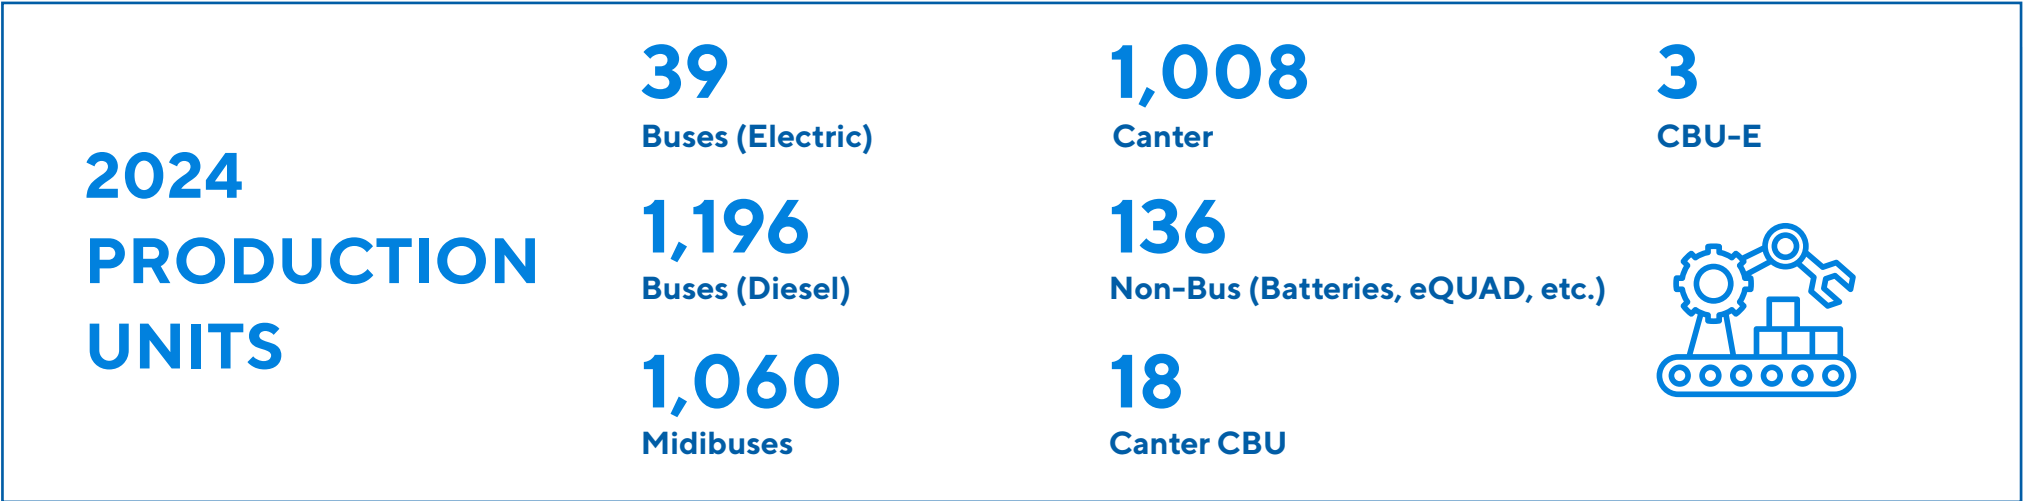 2024
PRODUCTION
UNITS
39
Buses (Electric)
1,196
Buses (Diesel)
1,060
Midibuses
1,008
Canter
136
Non-Bus (Batteries, eQUAD, etc.)
18
Canter CBU
3
CBU-E